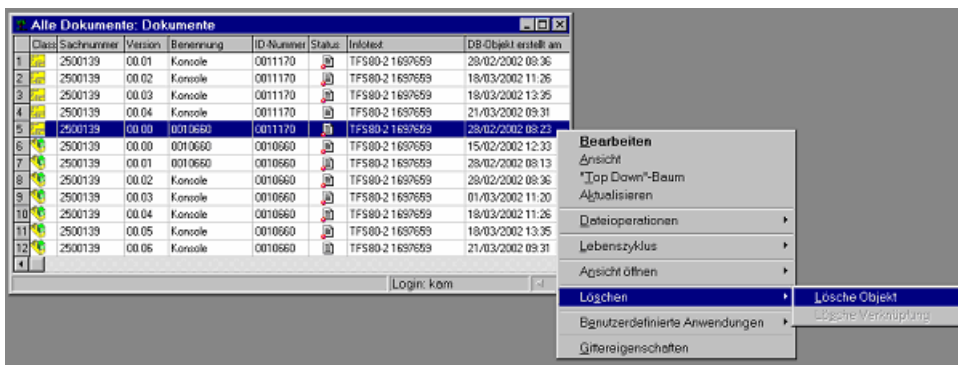 Alle Dokumente: Dokumente
Class Sachnummer Version Benennung ID-Nummer Status Infotext DB-Objekt erstellt am
1 2500139 00.01 Konsole 0011170 TFS80-2 1697659 28/02/2002 08:36
2 2500139 00.02 Konsole 0011170 TFS80-2 1697659 18/03/2002 11:26
3 2500139 00.03 Konsole 0011170 TFS80-2 1697659 18/03/2002 13:35
4 2500139 00.04 Konsole 0011170 TFS80-2 1697659 21/03/2002 09:31
5 2500139 00.00 0010660 0011170 TFS80-2 1697659 28/02/2002 08:23
6 2500139 00.00 0010660 0010660 TFS80-2 1697659 15/02/2002 12:33
7 2500139 00.01 0010660 0010660 TFS80-2 1697659 28/02/2002 08:13
8 2500139 00.02 Konsole 0010660 TFS80-2 1697659 28/02/2002 08:36
9 2500139 00.03 Konsole 0010660 TFS80-2 1697659 01/03/2002 11:20
10 2500139 00.04 Konsole 0010660 TFS80-2 1697659 18/03/2002 11:26
11 2500139 00.05 Konsole 0010660 TFS80-2 1697659 18/03/2002 13:35
12 2500139 00.06 Konsole 0010660 TFS80-2 1697659 21/03/2002 09:31
Login: kam
Bearbeiten
Ansicht
"Top Down"-Baum
Aktualisieren
Dateioperationen
Lebenszyklus
Ansicht öffnen
Löschen
Benutzerdefinierte Anwendungen
Gittereigenschaften
Lösche Objekt
Lösche Verknüpfung